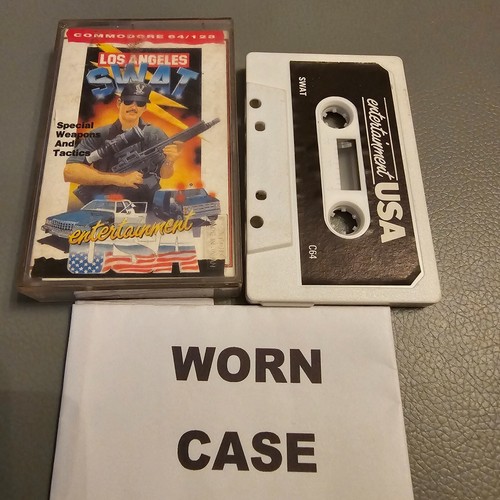 COMMODORE 64/128
LOS ANGELES
SWAT
Special
Weapons
And
Tactics
entertainment
USA
SWAT
entertainment USA
C64
WORN
CASE